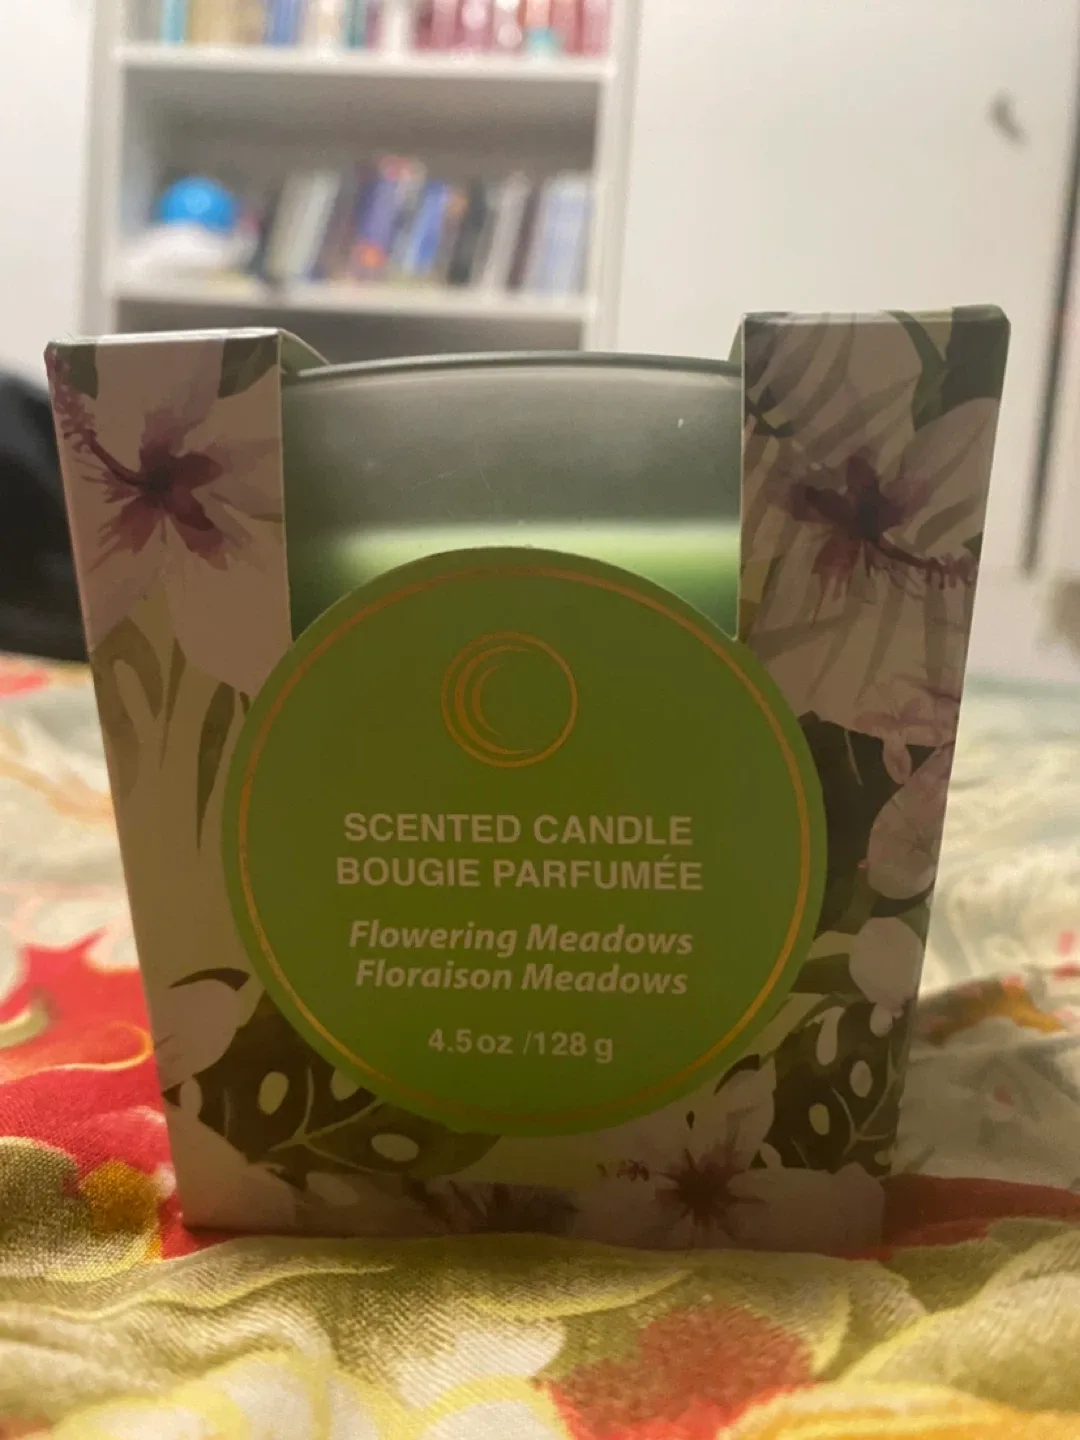 SCENTED CANDLE
BOUGIE PARFUMÉE
Flowering Meadows
Floraison Meadows
4.5 oz /128 g